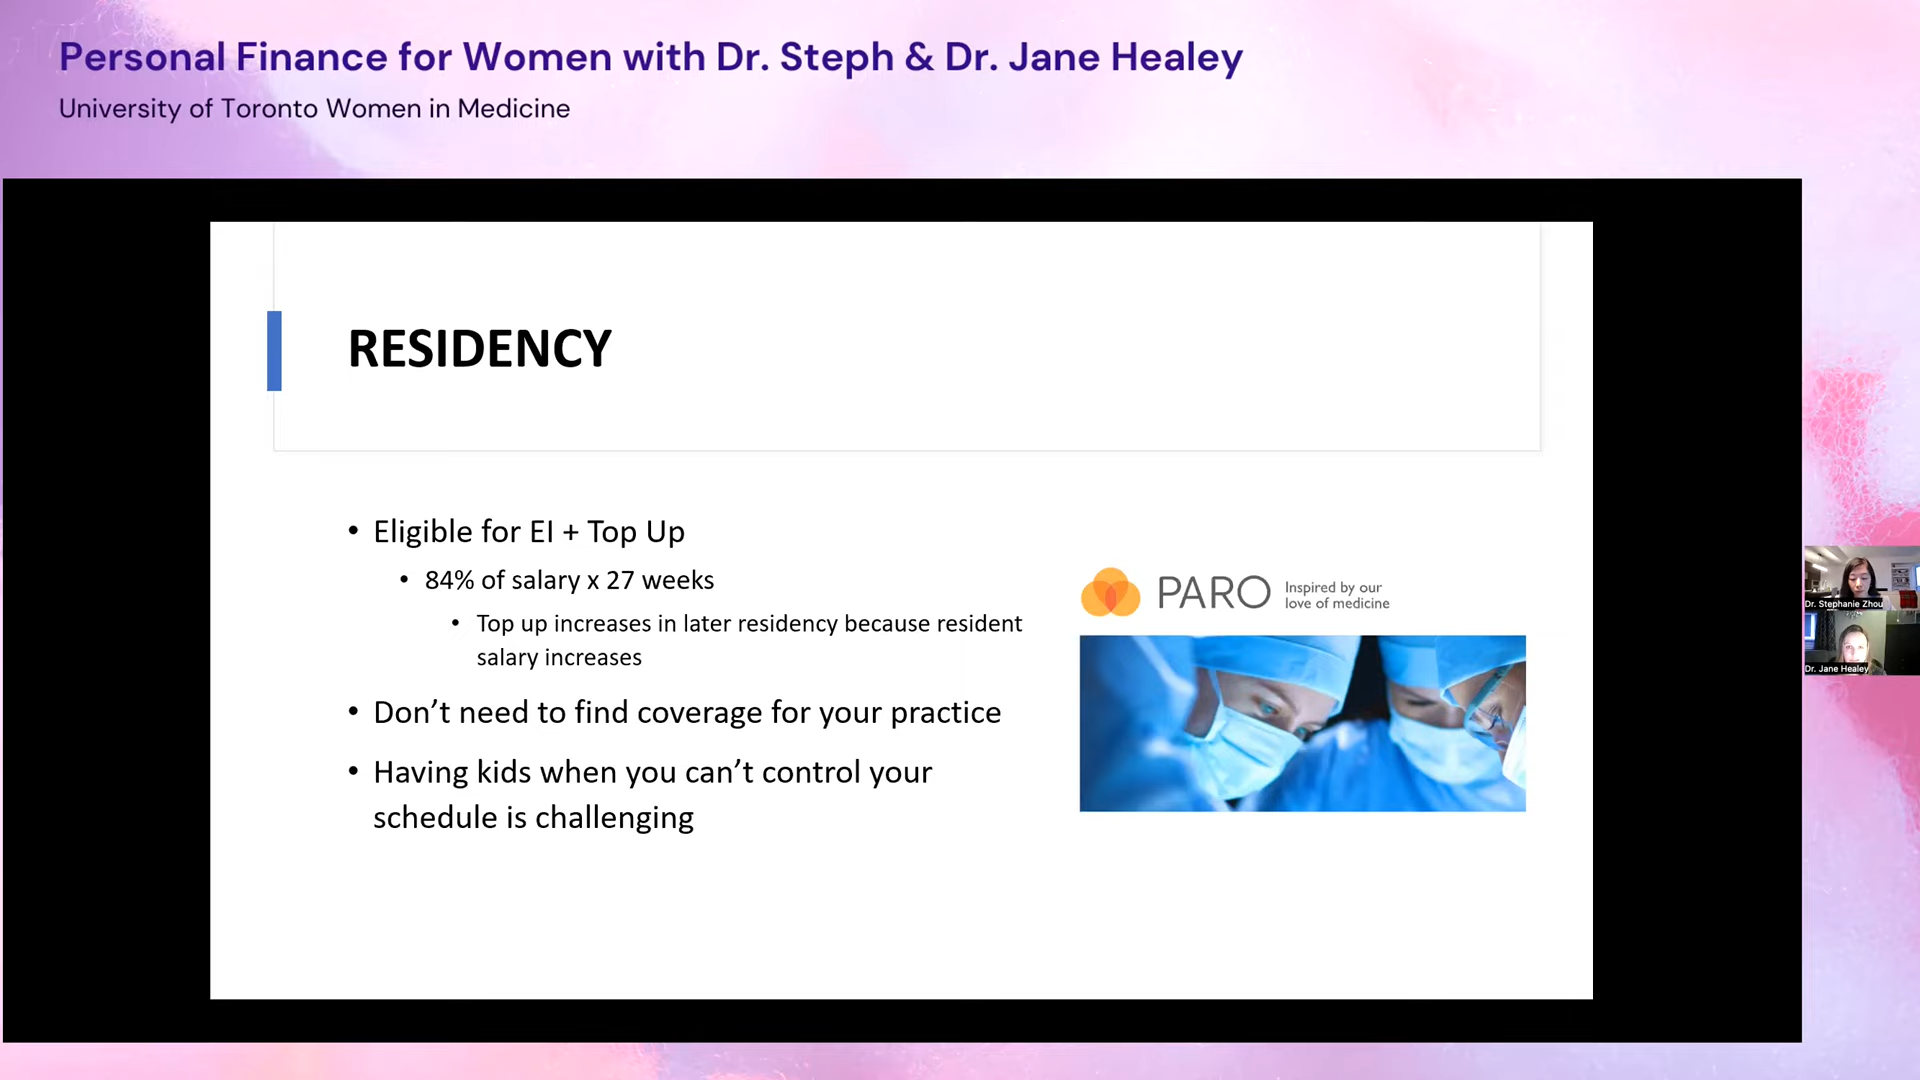 Personal Finance for Women with Dr. Steph & Dr. Jane Healey
University of Toronto Women in Medicine
RESIDENCY
• Eligible for EI + Top Up
• 84% of salary x 27 weeks
• Top up increases in later residency because resident
salary increases
• Don’t need to find coverage for your practice
• Having kids when you can’t control your
schedule is challenging
PARO
Inspired by our
love of medicine
Dr. Stephanie Zhou
Dr. Jane Healey